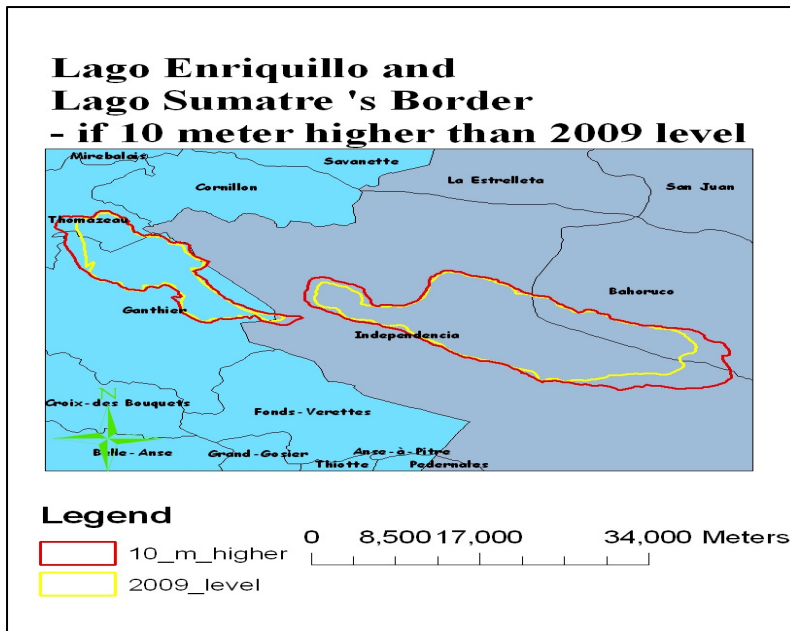 Lago Enriquillo and
Lago Sumatre 's Border
- if 10 meter higher than 2009 level
Mirebalais
Savanette
Cornillon
La Estrelleta
San Juan
Thomazeau
Bahoruco
Ganthier
Independencia
Croix-des Bouquets
Fonds-Verettes
N
Belle-Anse
Grand-Gosier
Anse-à-Pitre
Thiotte
Pedernales
Legend
0 8,500 17,000 34,000 Meters
10_m_higher
2009_level